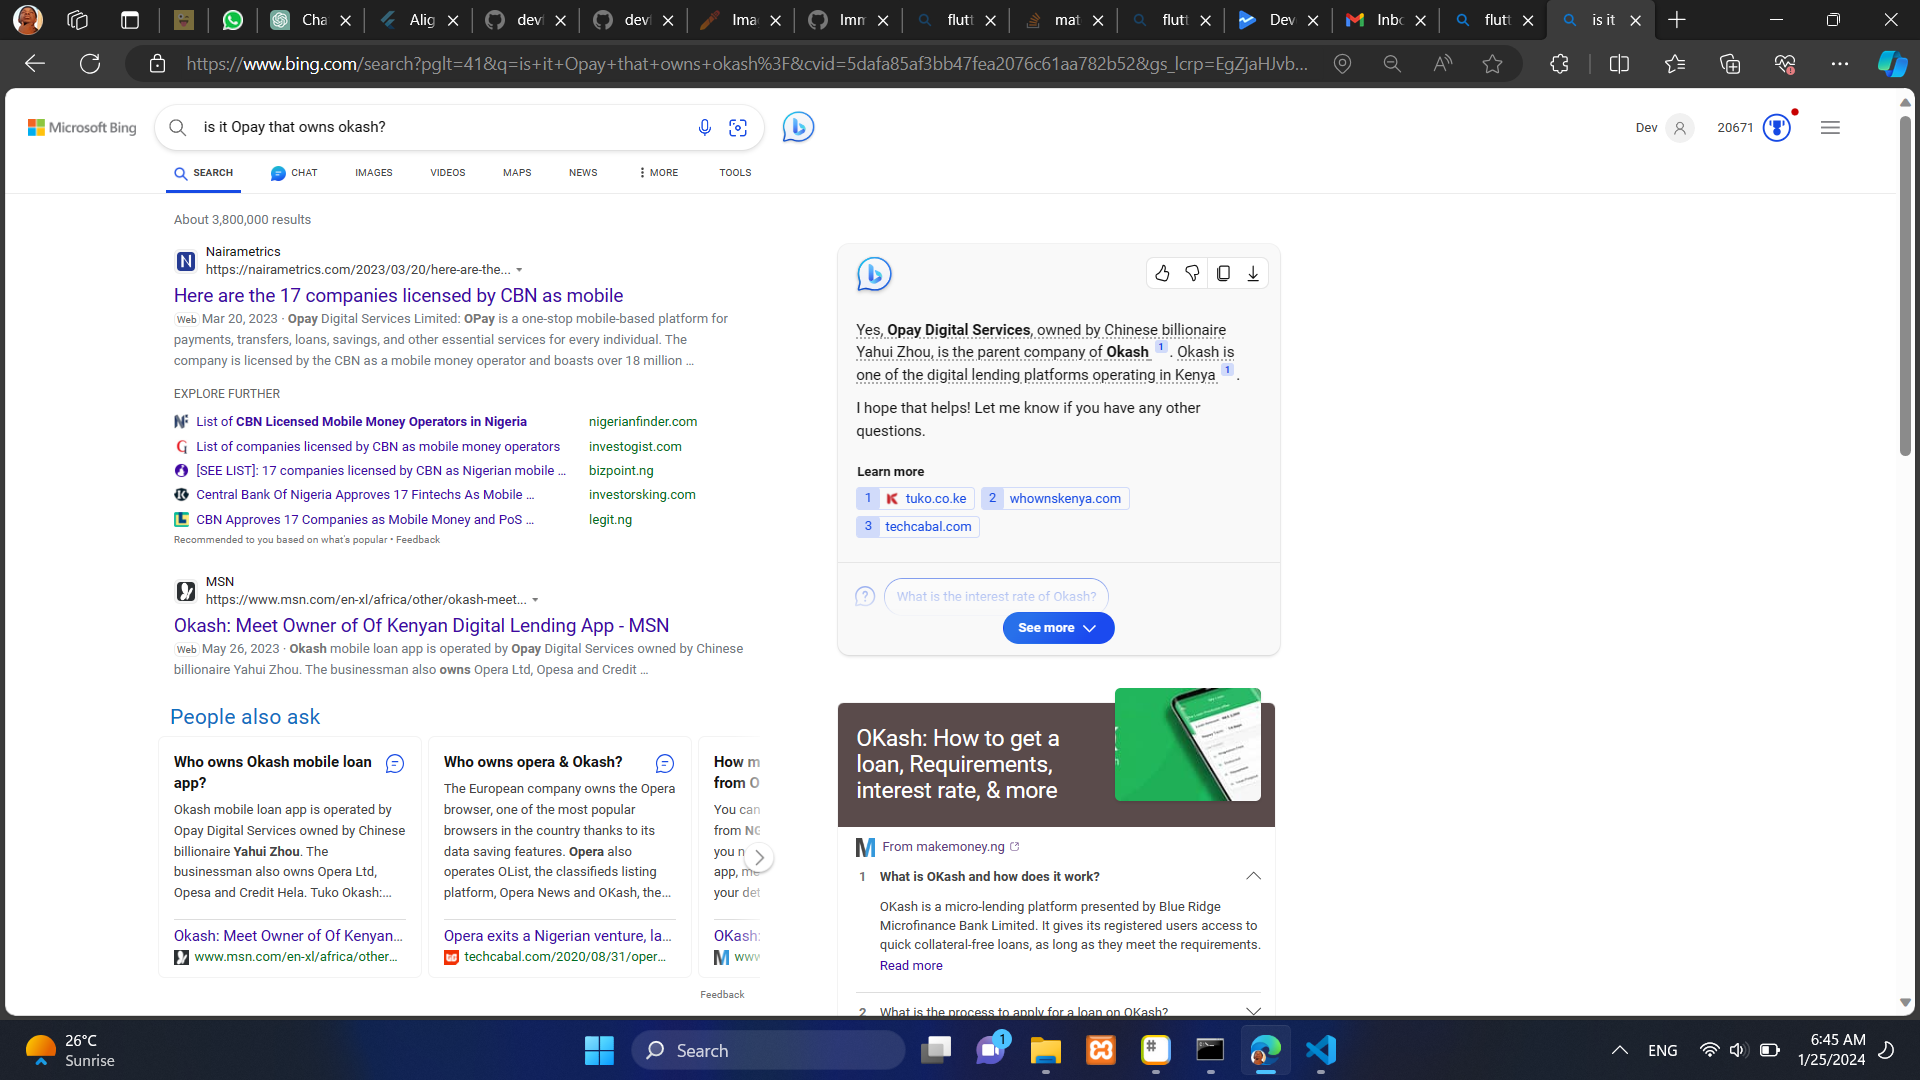 Cha
Alig
devl
devl
Ima
Imm
flutt
mat
flutt
Dev
Inbc
flutt
is it
https://www.bing.com/search?pglt=41&q=is+it+Opay+that+owns+okash%3F&cvid=5dafa85af3bb47fea2076c61aa782b52&gs_lcrp=EgZjaHJvb...
Microsoft Bing
is it Opay that owns okash?
Dev
20671
SEARCH
CHAT
IMAGES
VIDEOS
MAPS
NEWS
MORE
TOOLS
About 3,800,000 results
Nairametrics
https://nairametrics.com/2023/03/20/here-are-the...
Here are the 17 companies licensed by CBN as mobile
Web Mar 20, 2023 · Opay Digital Services Limited: OPay is a one-stop mobile-based platform for
payments, transfers, loans, savings, and other essential services for every individual. The
company is licensed by the CBN as a mobile money operator and boasts over 18 million …
EXPLORE FURTHER
List of CBN Licensed Mobile Money Operators in Nigeria nigerianfinder.com
List of companies licensed by CBN as mobile money operators investogist.com
[SEE LIST]: 17 companies licensed by CBN as Nigerian mobile … bizpoint.ng
Central Bank Of Nigeria Approves 17 Fintechs As Mobile … investorsking.com
CBN Approves 17 Companies as Mobile Money and PoS … legit.ng
Recommended to you based on what's popular • Feedback
MSN
https://www.msn.com/en-xl/africa/other/okash-meet...
Okash: Meet Owner of Of Kenyan Digital Lending App - MSN
Web May 26, 2023 · Okash mobile loan app is operated by Opay Digital Services owned by Chinese
billionaire Yahui Zhou. The businessman also owns Opera Ltd, Opesa and Credit …
People also ask
Who owns Okash mobile loan
app?
Okash mobile loan app is operated by
Opay Digital Services owned by Chinese
billionaire Yahui Zhou. The
businessman also owns Opera Ltd,
Opesa and Credit Hela. Tuko Okash:…
Okash: Meet Owner of Of Kenyan…
www.msn.com/en-xl/africa/other…
Who owns opera & Okash?
The European company owns the Opera
browser, one of the most popular
browsers in the country thanks to its
data saving features. Opera also
operates OList, the classifieds listing
platform, Opera News and OKash, the…
Opera exits a Nigerian venture, la…
techcabal.com/2020/08/31/oper…
How m
from O
You can
from NG
you n
app, me
your det
OKash:
www
Feedback
Yes, Opay Digital Services, owned by Chinese billionaire
Yahui Zhou, is the parent company of Okash 1 . Okash is
one of the digital lending platforms operating in Kenya 1 .
I hope that helps! Let me know if you have any other
questions.
Learn more
1 tuko.co.ke 2 whownskenya.com
3 techcabal.com
What is the interest rate of Okash?
See more
OKash: How to get a
loan, Requirements,
interest rate, & more
From makemoney.ng
1 What is OKash and how does it work?
OKash is a micro-lending platform presented by Blue Ridge
Microfinance Bank Limited. It gives its registered users access to
quick collateral-free loans, as long as they meet the requirements.
Read more
2 What is the process to apply for a loan on OKash?
26°C
Sunrise
Search
1
ENG
6:45 AM
1/25/2024